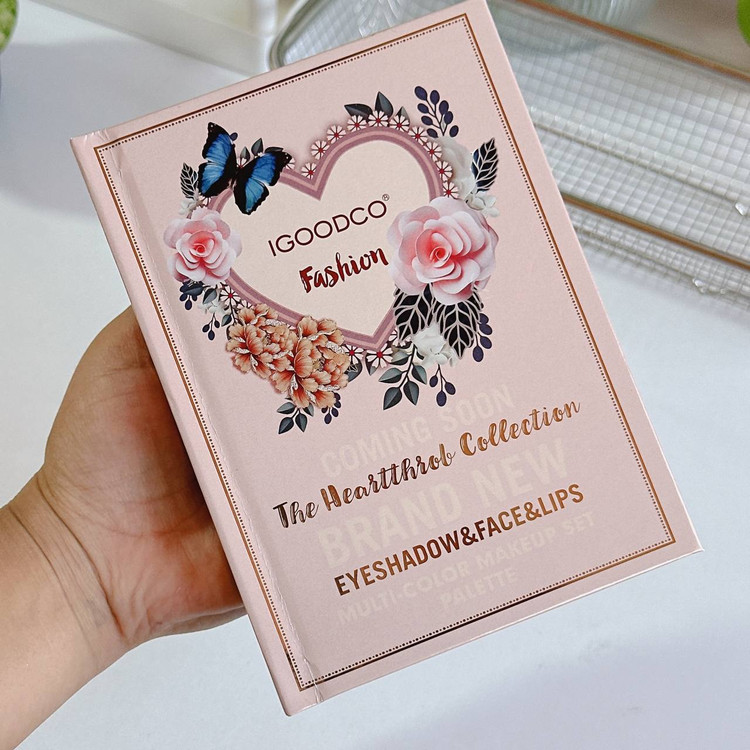 IGOODCO®
Fashion
COMING SOON
The Heartthrob Collection
BRAND NEW
EYESHADOW&FACE&LIPS
MULTI-COLOR MAKEUP SET
PALETTE